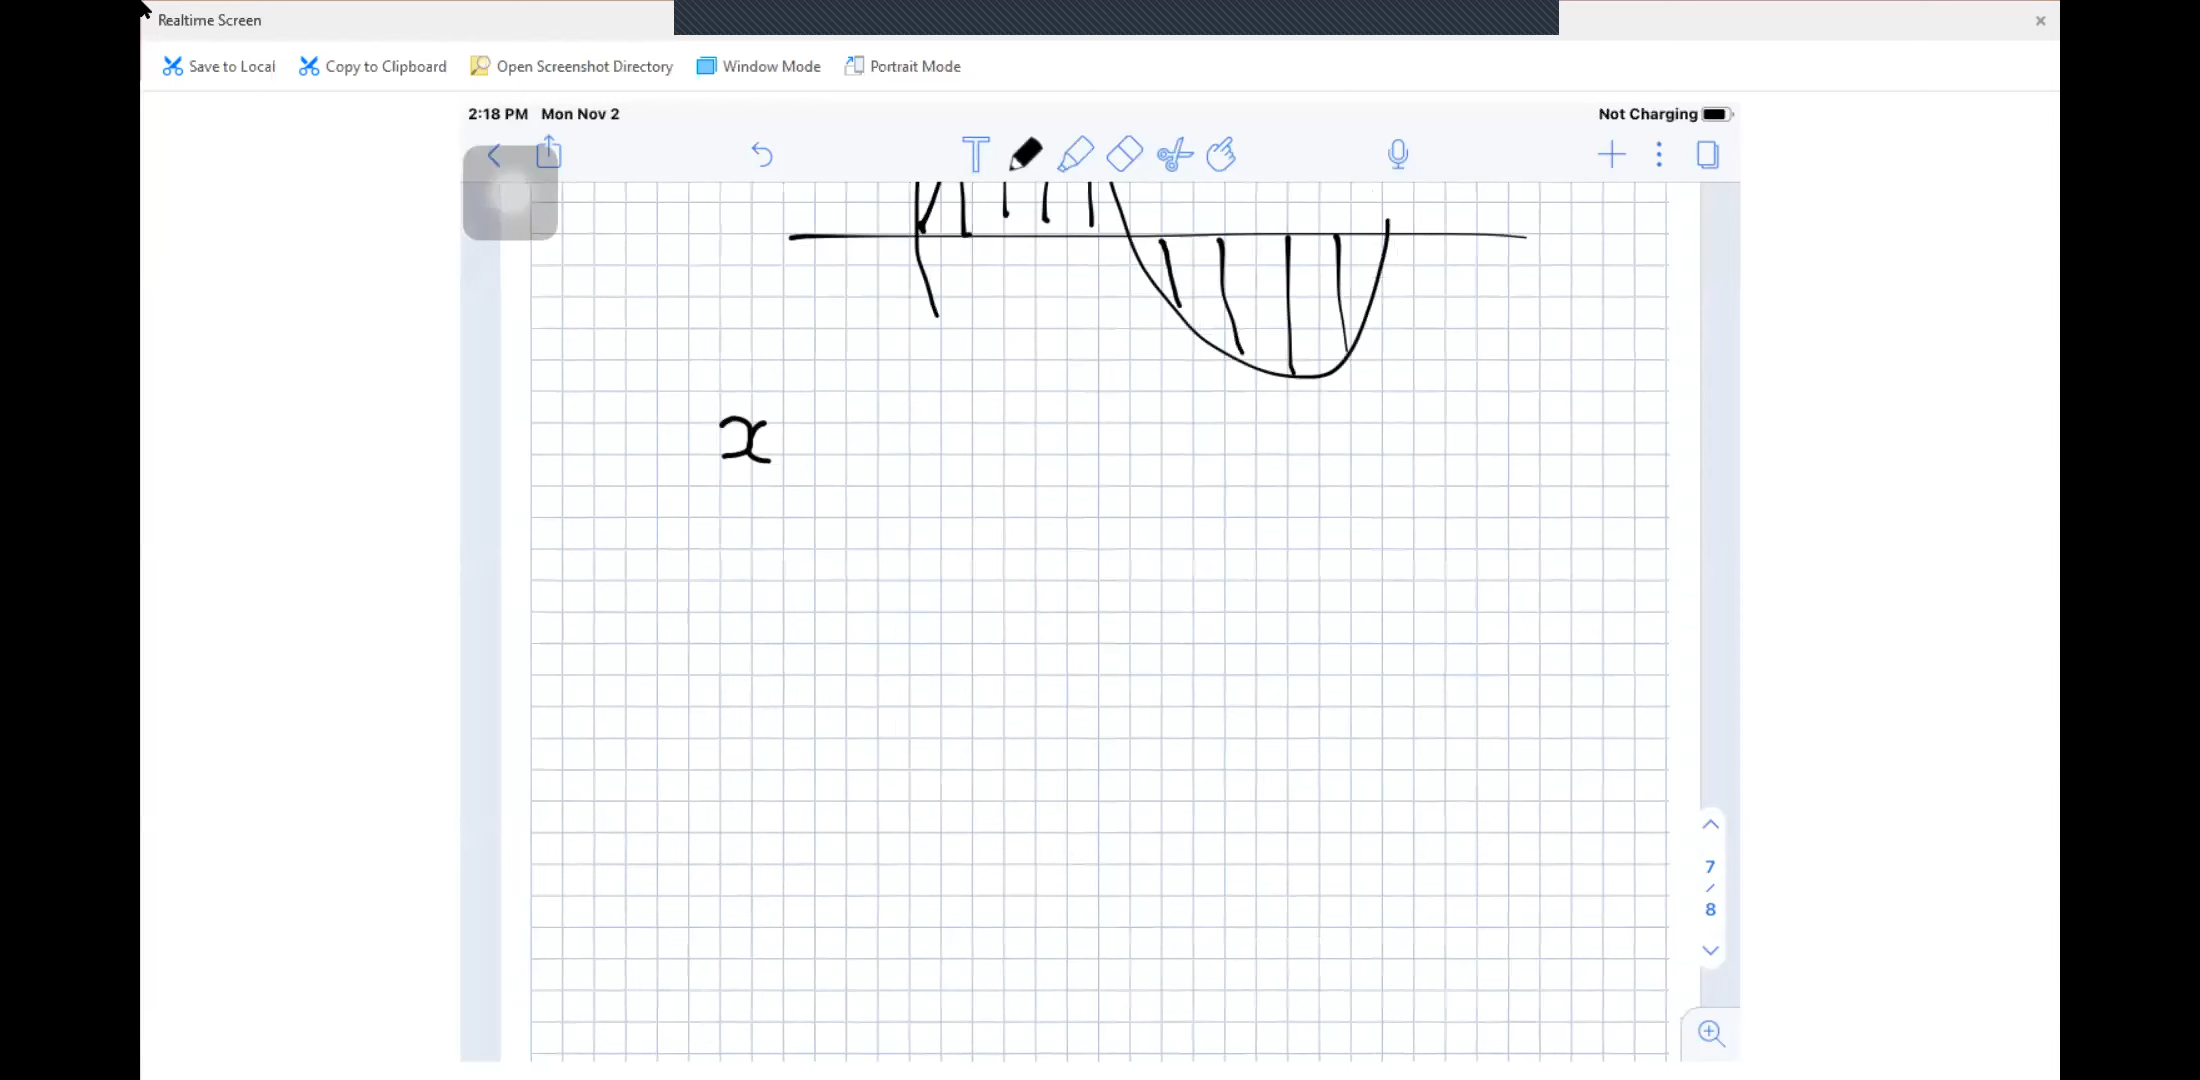 Realtime Screen
Save to Local Copy to Clipboard Open Screenshot Directory Window Mode Portrait Mode
2:18 PM Mon Nov 2 Not Charging
T
x
7
/
8